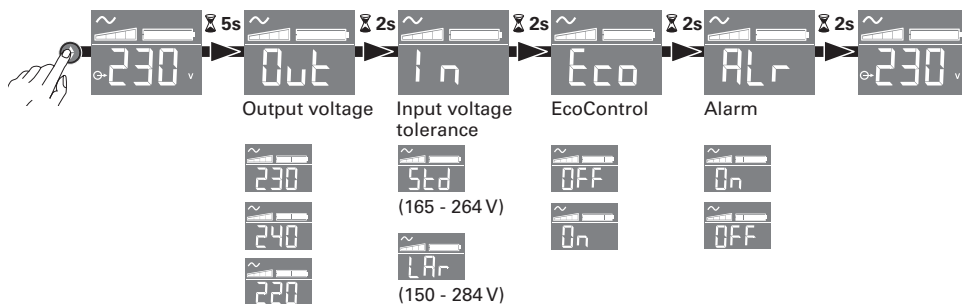 5s
2s
2s
2s
2s
230 v
Out
In
Eco
ALr
230 v
Output voltage
Input voltage
tolerance
EcoControl
Alarm
230
240
220
Std
(165 - 264 V)
LAr
(150 - 284 V)
OFF
On
On
OFF